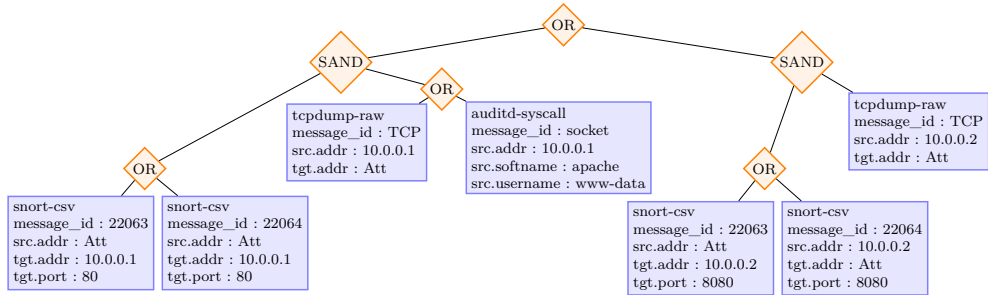 OR
SAND
SAND
OR
tcpdump-raw
message_id : TCP
src.addr : 10.0.0.1
tgt.addr : Att
auditd-syscall
message_id : socket
src.addr : 10.0.0.1
src.softname : apache
src.username : www-data
tcpdump-raw
message_id : TCP
src.addr : 10.0.0.2
tgt.addr : Att
OR
OR
snort-csv
message_id : 22063
src.addr : Att
tgt.addr : 10.0.0.1
tgt.port : 80
snort-csv
message_id : 22064
src.addr : Att
tgt.addr : 10.0.0.1
tgt.port : 80
snort-csv
message_id : 22063
src.addr : Att
tgt.addr : 10.0.0.2
tgt.port : 8080
snort-csv
message_id : 22064
src.addr : 10.0.0.2
tgt.addr : Att
tgt.port : 8080